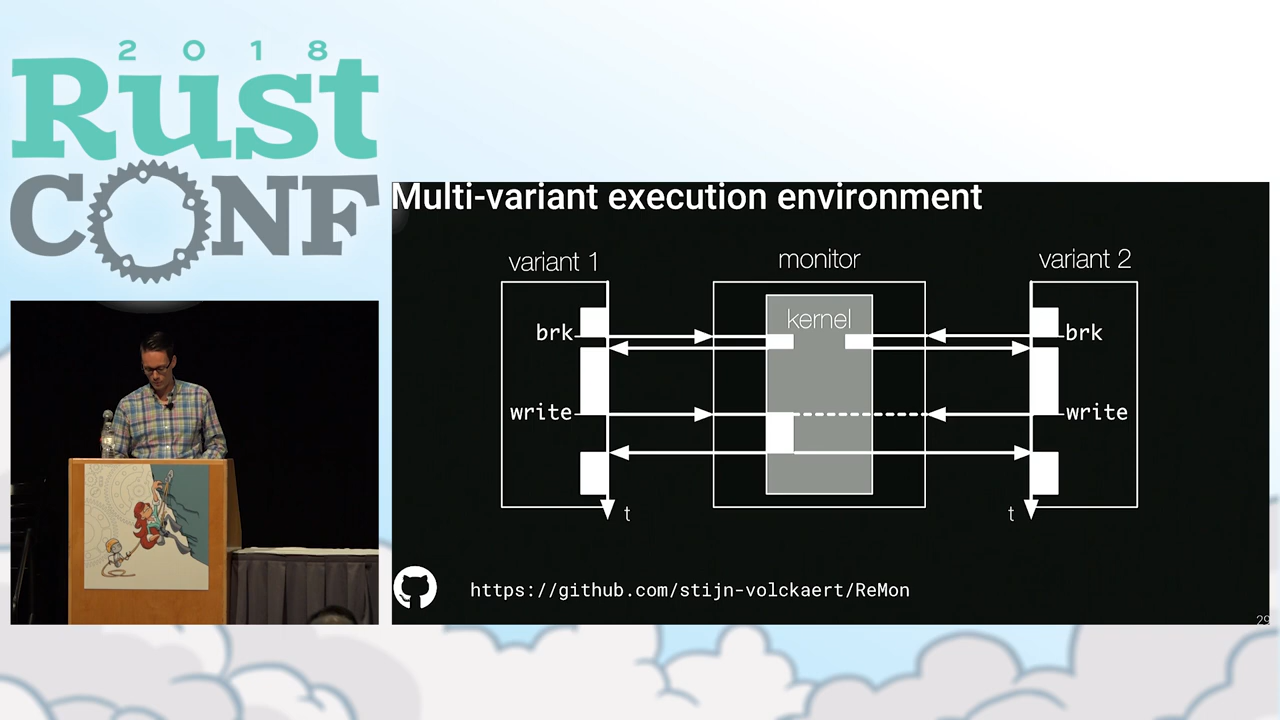 2018
Rust
CONF
Multi-variant execution environment
variant 1
monitor
variant 2
kernel
brk
brk
write
write
t
t
https://github.com/stijn-volckaert/ReMon
29